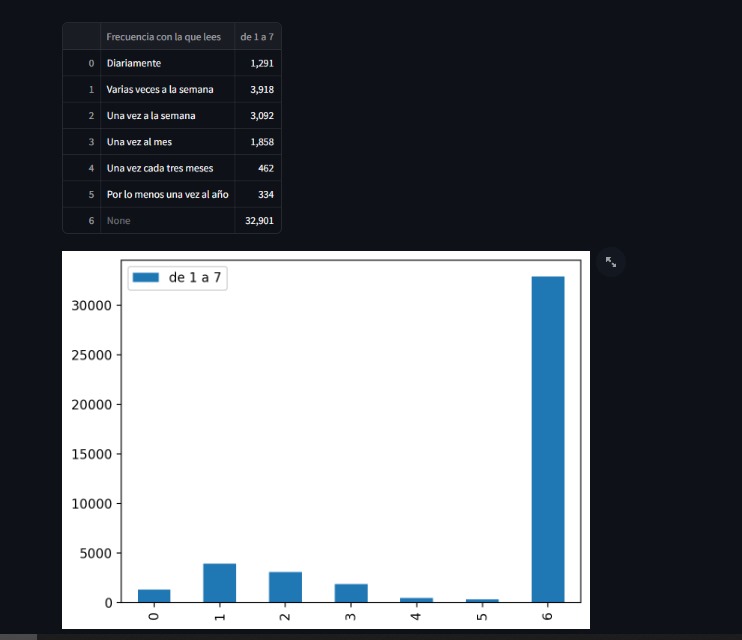 Frecuencia con la que lees de 1 a 7
0 Diariamente 1,291
1 Varias veces a la semana 3,918
2 Una vez a la semana 3,092
3 Una vez al mes 1,858
4 Una vez cada tres meses 462
5 Por lo menos una vez al año 334
6 None 32,901
de 1 a 7
30000
25000
20000
15000
10000
5000
0
0 1 2 3 4 5 6